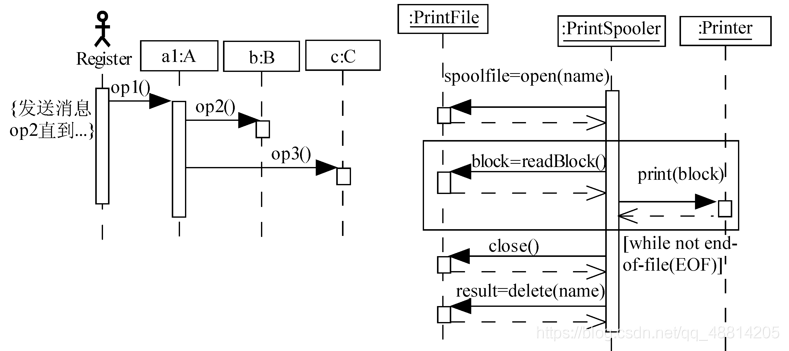 Register
a1:A
b:B
c:C
op1()
{发送消息
op2直到...}
op2()
op3()
:PrintFile
:PrintSpooler
:Printer
spoolfile=open(name)
block=readBlock()
print(block)
close()
[while not end-
of-file(EOF)]
result=delete(name)
https://blog.csdn.net/qq_48814205